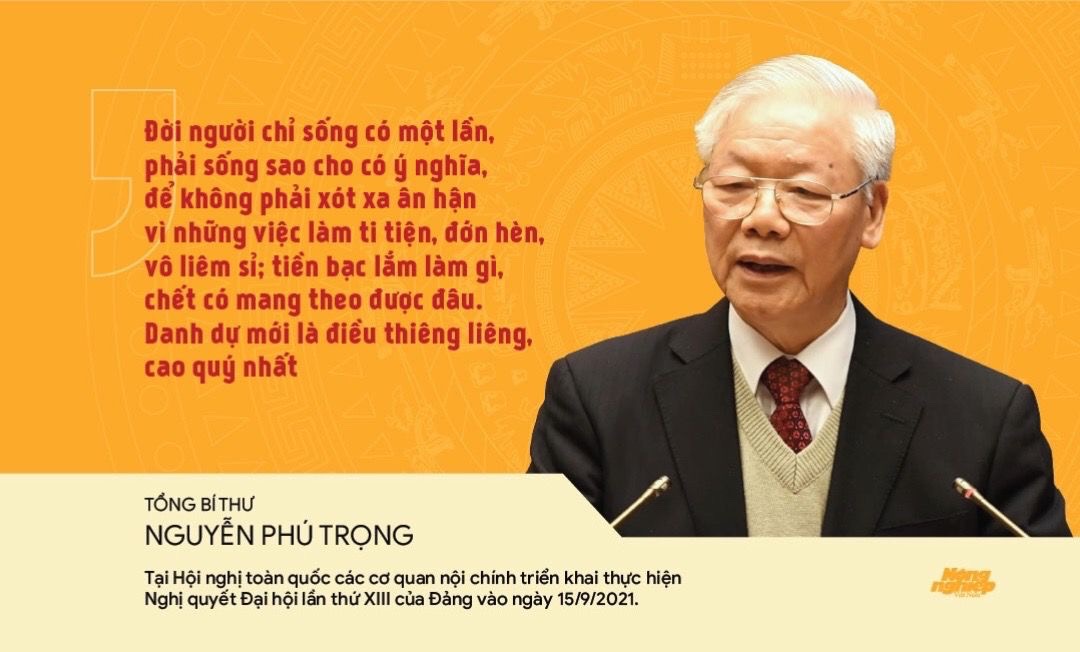 Đời người chỉ sống có một lần,
phải sống sao cho có ý nghĩa,
để không phải xót xa ân hận
vì những việc làm ti tiện, đớn hèn,
vô liêm sỉ; tiền bạc lắm làm gì,
chết có mang theo được đâu.
Danh dự mới là điều thiêng liêng,
cao quý nhất
TỔNG BÍ THƯ
NGUYỄN PHÚ TRỌNG
Tại Hội nghị toàn quốc các cơ quan nội chính triển khai thực hiện
Nghị quyết Đại hội lần thứ XIII của Đảng vào ngày 15/9/2021.
Nông
nghiệp
Việt Nam